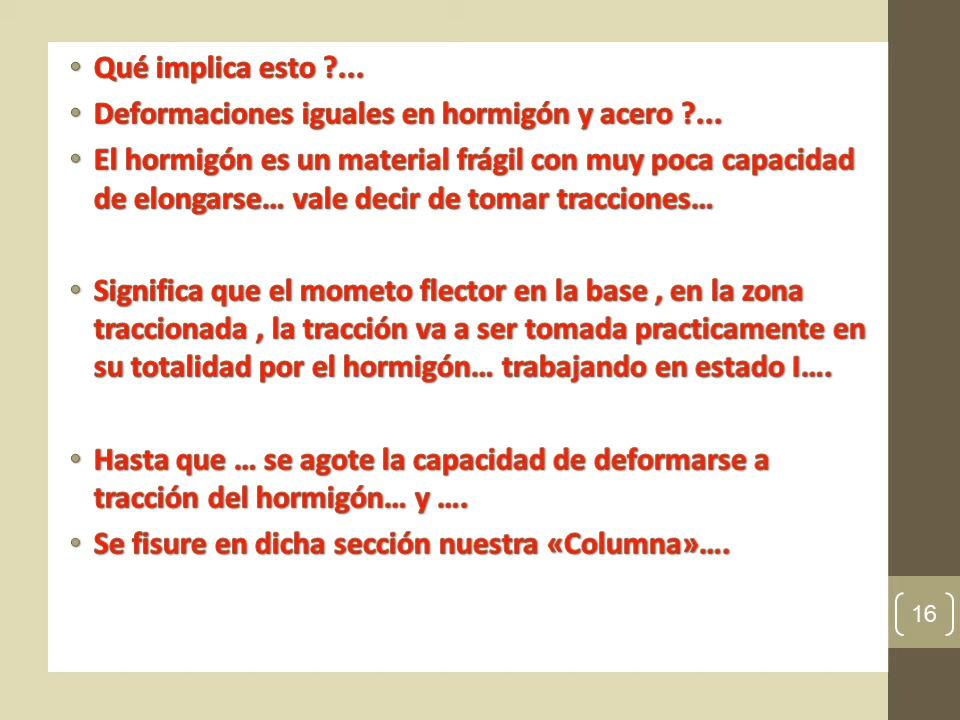 • Qué implica esto ?...
• Deformaciones iguales en hormigón y acero ?...
• El hormigón es un material frágil con muy poca capacidad
de elongarse… vale decir de tomar tracciones…
• Significa que el mometo flector en la base , en la zona
traccionada , la tracción va a ser tomada practicamente en
su totalidad por el hormigón… trabajando en estado I….
• Hasta que … se agote la capacidad de deformarse a
tracción del hormigón… y ….
• Se fisure en dicha sección nuestra «Columna»….
16